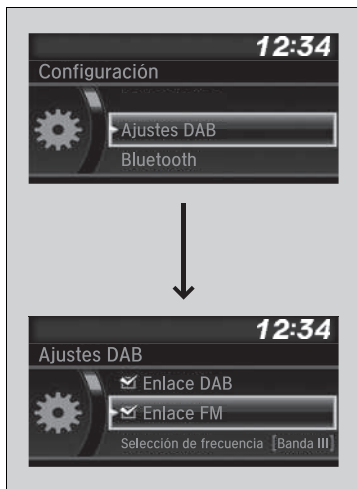 12:34
Configuración
Ajustes DAB
Bluetooth
12:34
Ajustes DAB
Enlace DAB
Enlace FM
Selección de frecuencia [Banda III]